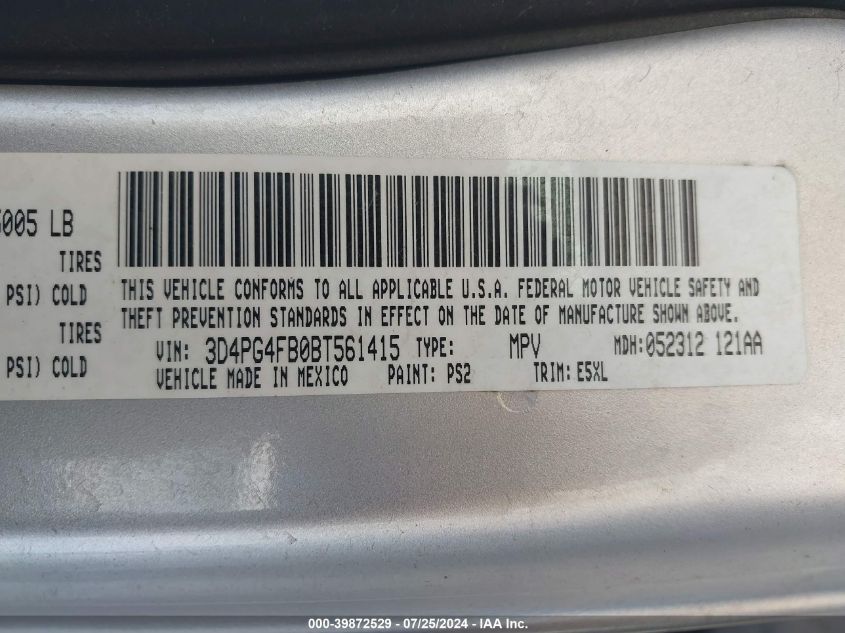 005 LB
TIRES
PSI) COLD
TIRES
PSI) COLD
THIS VEHICLE CONFORMS TO ALL APPLICABLE U.S.A. FEDERAL MOTOR VEHICLE SAFETY AND
THEFT PREVENTION STANDARDS IN EFFECT ON THE DATE OF MANUFACTURE SHOWN ABOVE.
VIN: 3D4PG4FB0BT561415 TYPE: MPV MDH:052312 121AA
VEHICLE MADE IN MEXICO PAINT: PS2 TRIM: E5XL
000-39872529 - 07/25/2024 - IAA Inc.